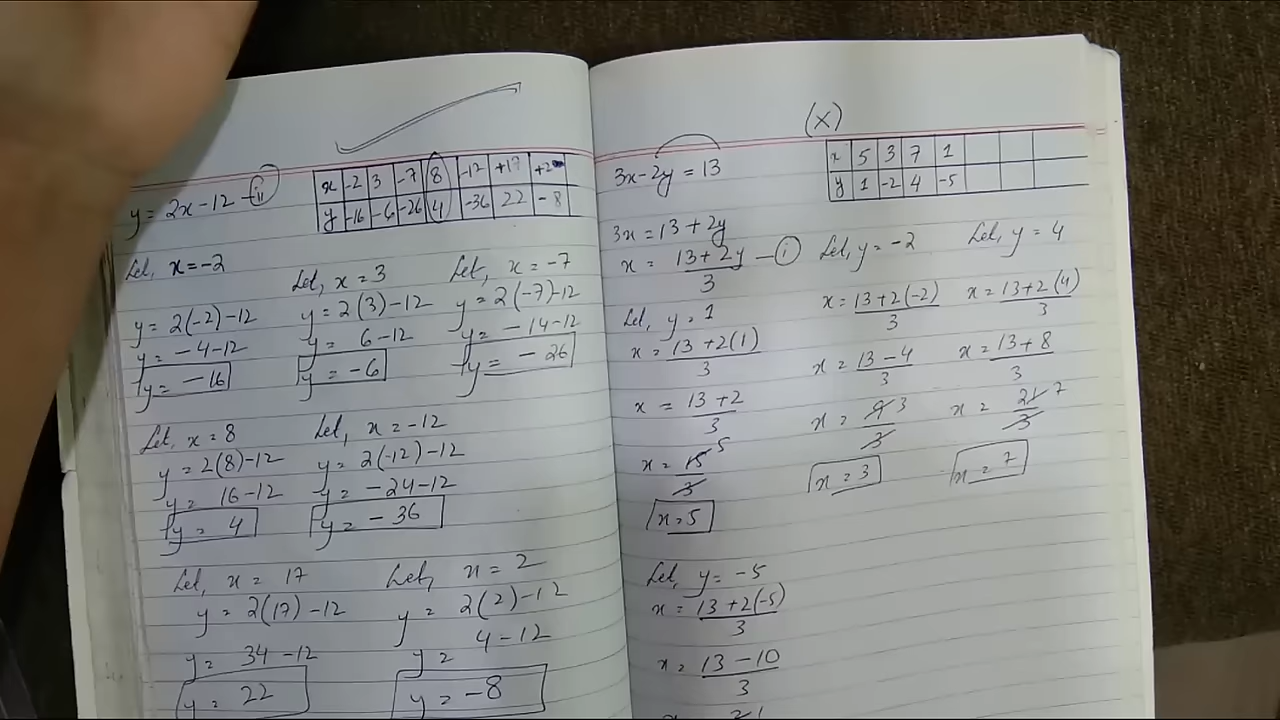 y = 2x-12 -(ii)
x -2 3 -7 8 -12 +17 +2
y -16 -6 -26 4 -36 22 -8
Let, x = -2
y = 2(-2)-12
y = -4-12
y = -16
Let, x = 3
y = 2(3)-12
y = 6-12
y = -6
Let, x = -7
y = 2(-7)-12
y = -14-12
y = -26
Let, x = 8
y = 2(8)-12
y = 16-12
y = 4
Let, x = -12
y = 2(-12)-12
y = -24-12
y = -36
Let, x = 17
y = 2(17)-12
y = 34-12
y = 22
Let, x = 2
y = 2(2)-12
y = 4-12
y = -8
(x)
3x-2y = 13
x 5 3 7 1
y 1 -2 4 -5
3x = 13+2y
x = 13+2y -(i)
3
Let, y = 1
x = 13+2(1)
3
x = 13+2
3
x = 15 5
3
x = 5
Let, y = -2
x = 13+2(-2)
3
x = 13-4
3
x = 9 3
3
x = 3
Let, y = 4
x = 13+2(4)
3
x = 13+8
3
x = 21 7
3
x = 7
Let, y = -5
x = 13+2(-5)
3
x = 13-10
3